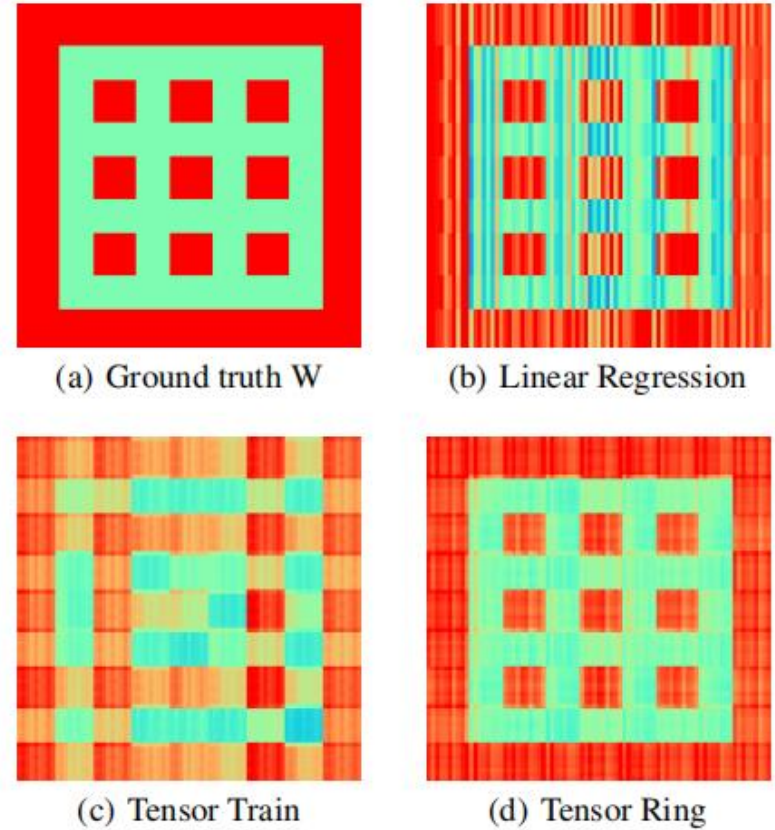 (a) Ground truth W
(b) Linear Regression
(c) Tensor Train
(d) Tensor Ring